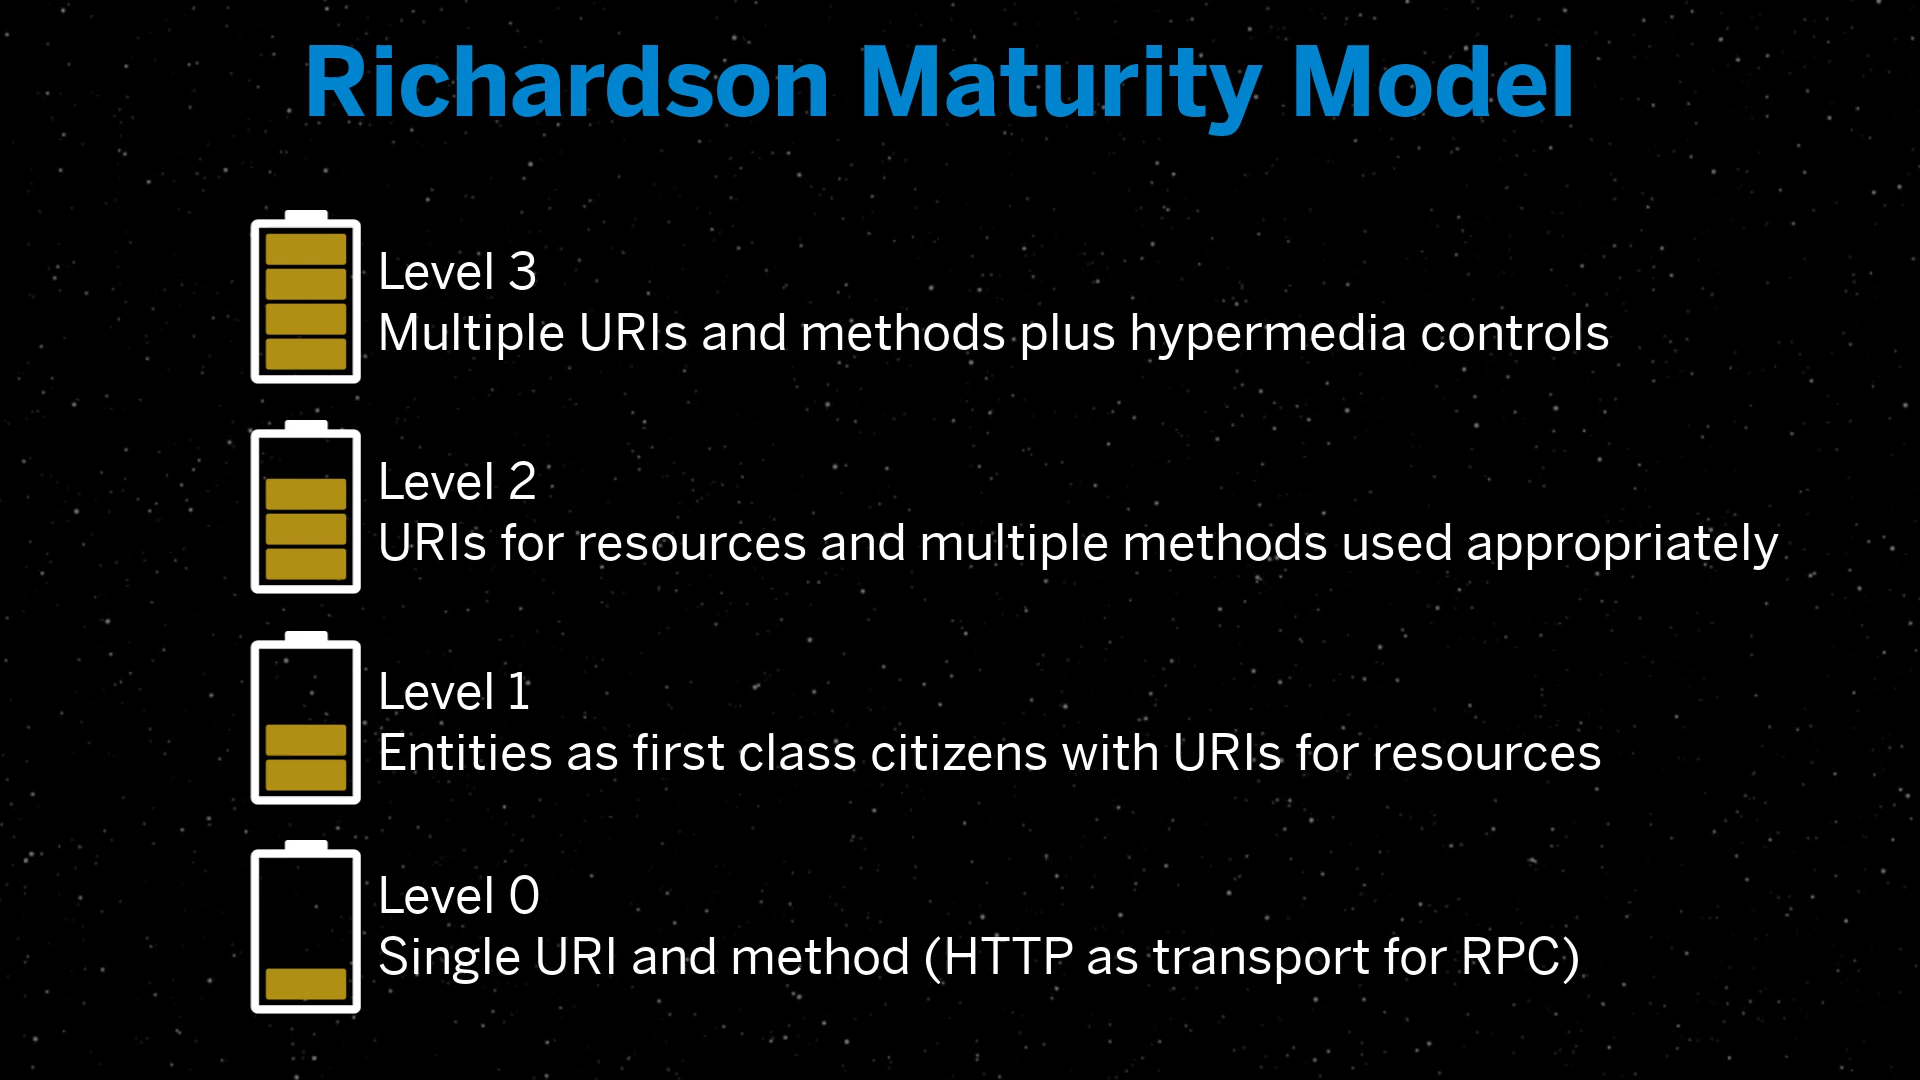 Richardson Maturity Model
Level 3
Multiple URIs and methods plus hypermedia controls
Level 2
URIs for resources and multiple methods used appropriately
Level 1
Entities as first class citizens with URIs for resources
Level 0
Single URI and method (HTTP as transport for RPC)